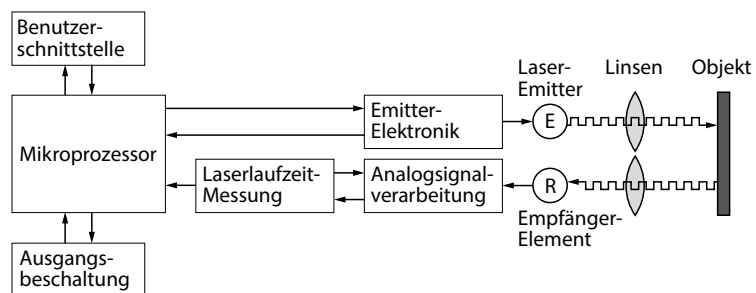 Benutzer-
schnittstelle
Laser-
Emitter
Linsen
Objekt
Emitter-
Elektronik
E
Mikroprozessor
Laserlaufzeit-
Messung
Analogsignal-
verarbeitung
R
Empfänger-
Element
Ausgangs-
beschaltung